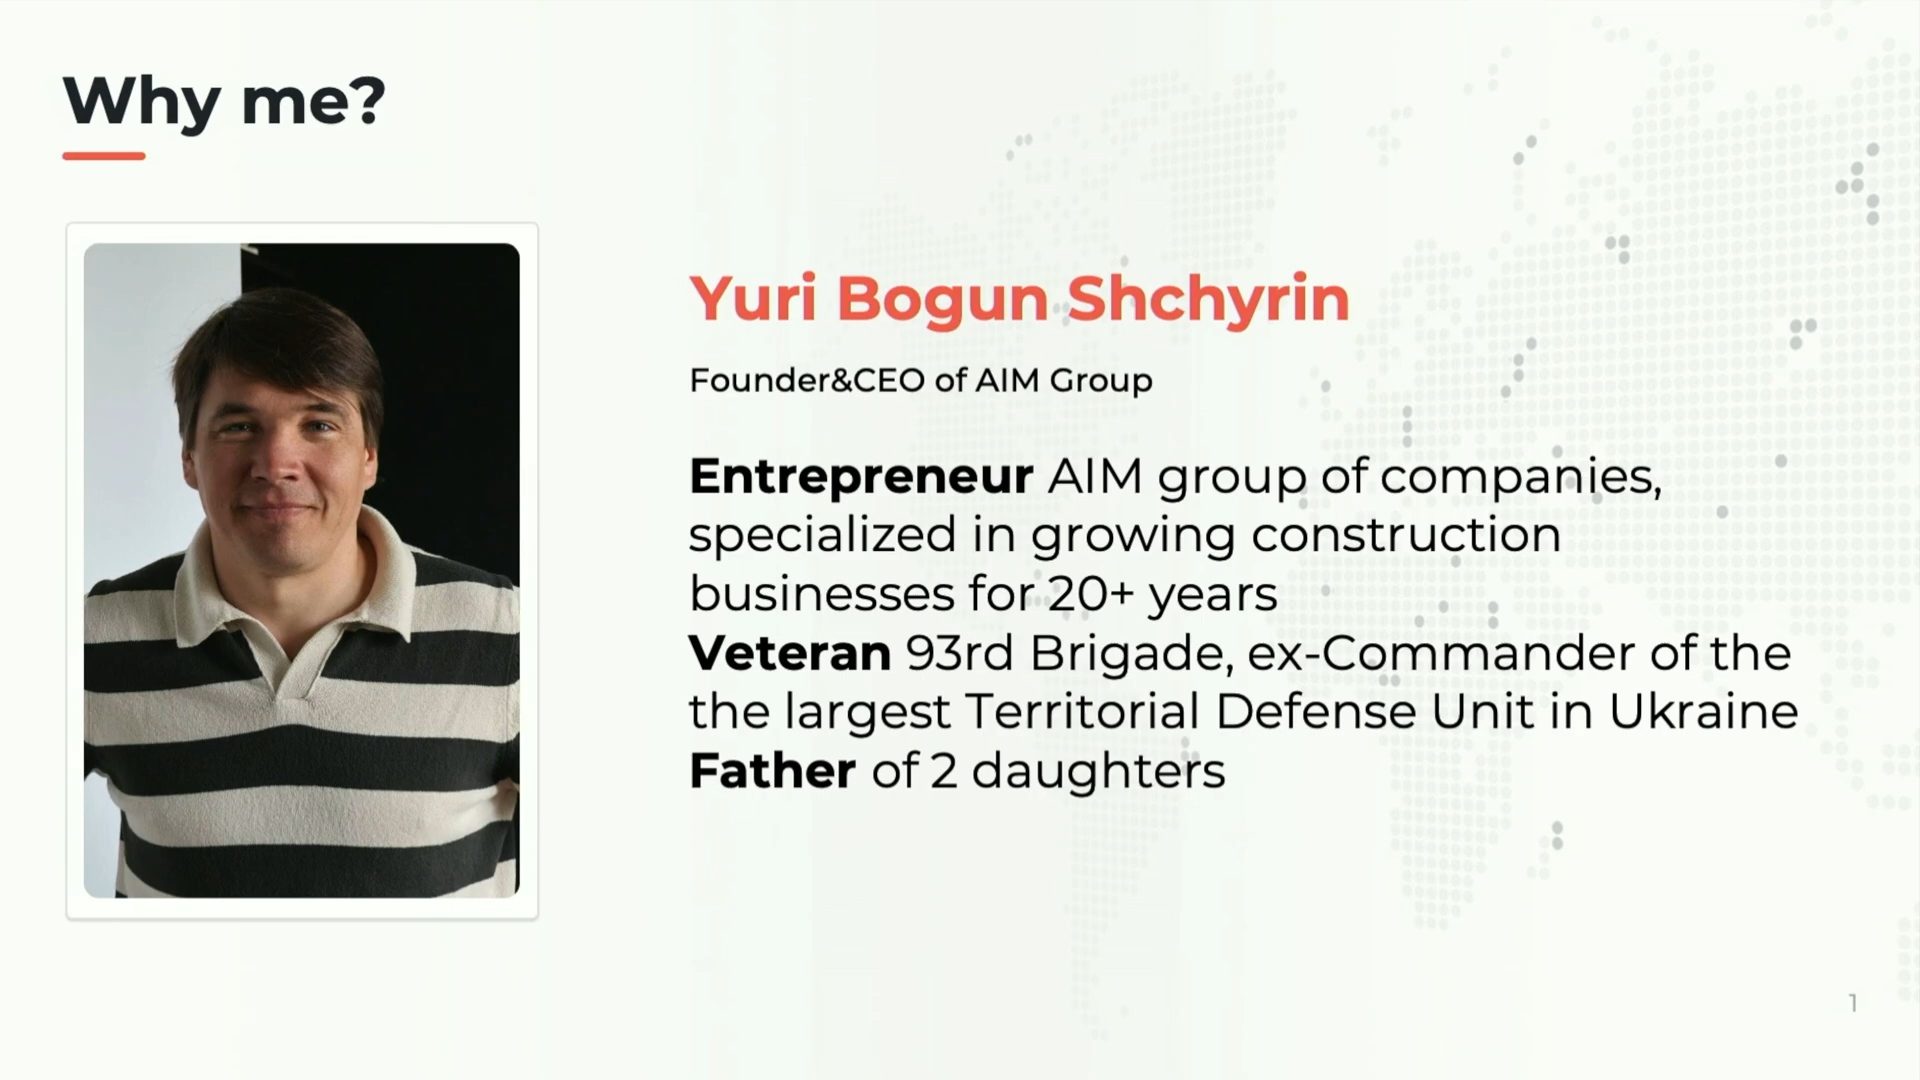 Why me?
Yuri Bogun Shchyrin
Founder&CEO of AIM Group
Entrepreneur AIM group of companies,
specialized in growing construction
businesses for 20+ years
Veteran 93rd Brigade, ex-Commander of the
the largest Territorial Defense Unit in Ukraine
Father of 2 daughters
1